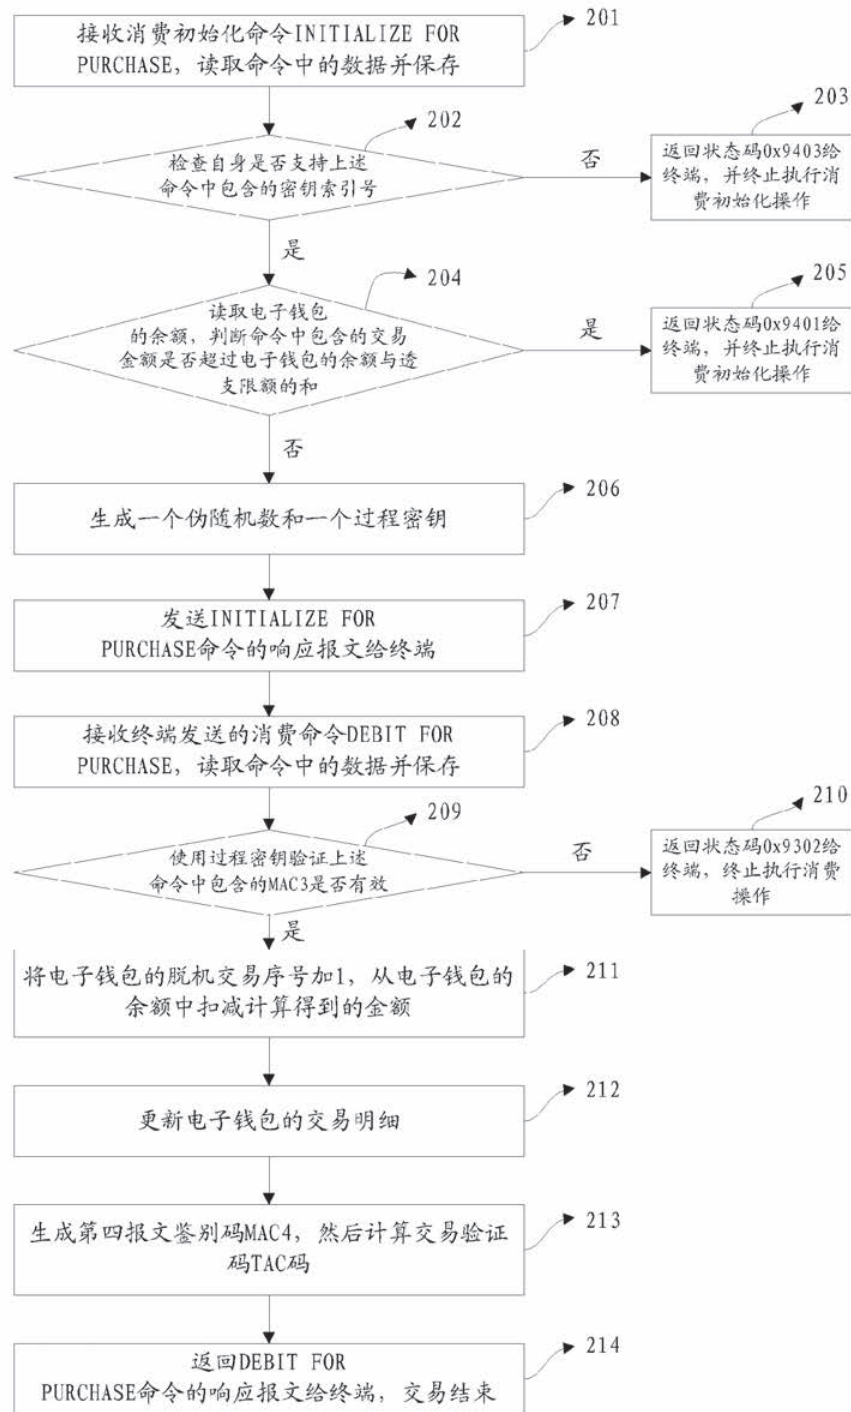 接收消费初始化命令INITIALIZE FOR
PURCHASE，读取命令中的数据并保存
201
202
检查自身是否支持上述
命令中包含的密钥索引号
否
203
返回状态码0x9403给
终端，并终止执行消
费初始化操作
是
204
读取电子钱包
的余额，判断命令中包含的交易
金额是否超过电子钱包的余额与透
支限额的和
是
205
返回状态码0x9401给
终端，并终止执行消
费初始化操作
否
206
生成一个伪随机数和一个过程密钥
207
发送INITIALIZE FOR
PURCHASE命令的响应报文给终端
208
接收终端发送的消费命令DEBIT FOR
PURCHASE，读取命令中的数据并保存
209
使用过程密钥验证上述
命令中包含的MAC3是否有效
否
210
返回状态码0x9302给
终端，终止执行消费
操作
是
211
将电子钱包的脱机交易序号加1，从电子钱包的
余额中扣减计算得到的金额
212
更新电子钱包的交易明细
213
生成第四报文鉴别码MAC4，然后计算交易验证
码TAC码
214
返回DEBIT FOR
PURCHASE命令的响应报文给终端，交易结束